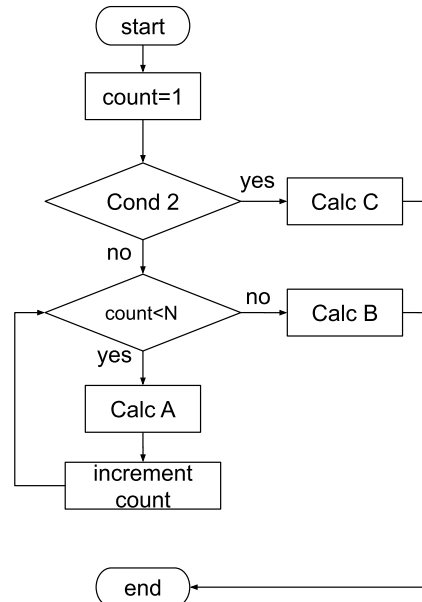 start
count=1
Cond 2
yes
Calc C
no
count<N
no
Calc B
yes
Calc A
increment
count
end